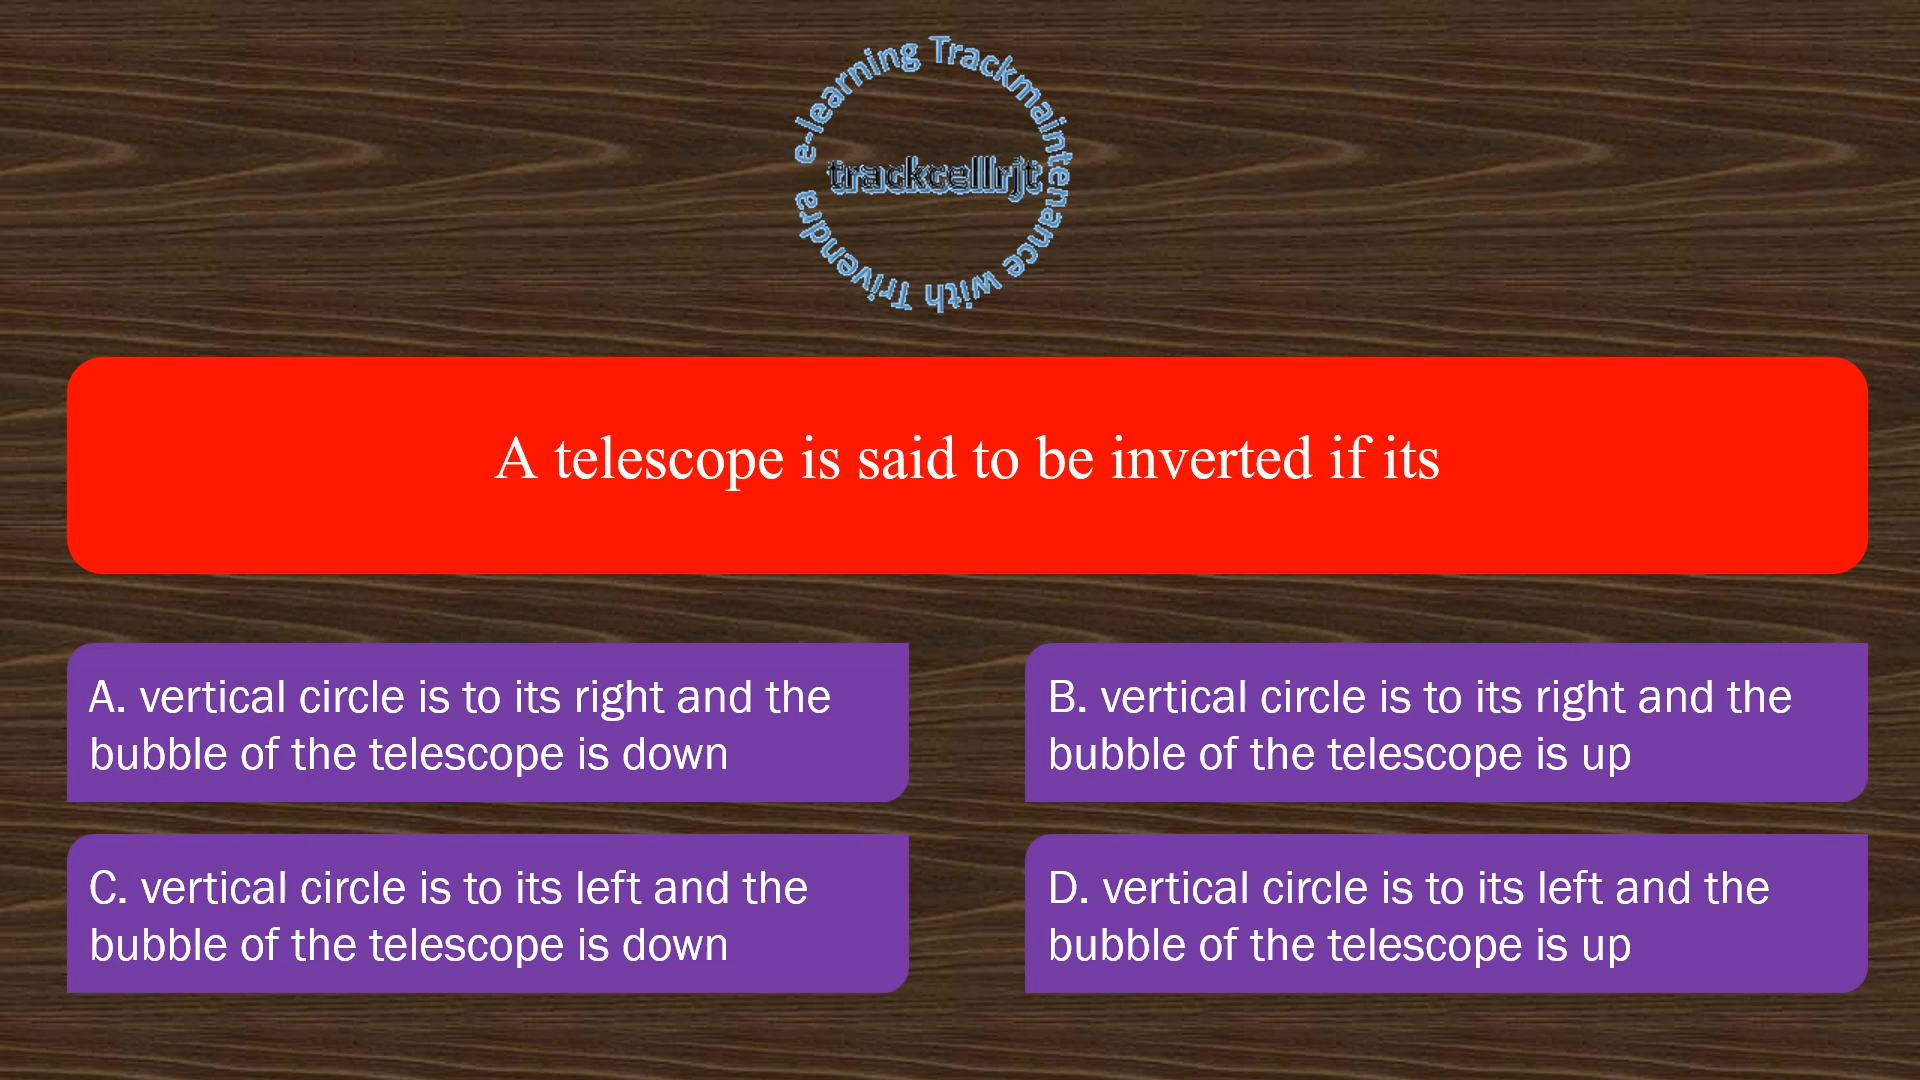 e-learning Trackmaintenance with Trivendra
trackcellrjt
A telescope is said to be inverted if its
A. vertical circle is to its right and the
bubble of the telescope is down
B. vertical circle is to its right and the
bubble of the telescope is up
C. vertical circle is to its left and the
bubble of the telescope is down
D. vertical circle is to its left and the
bubble of the telescope is up